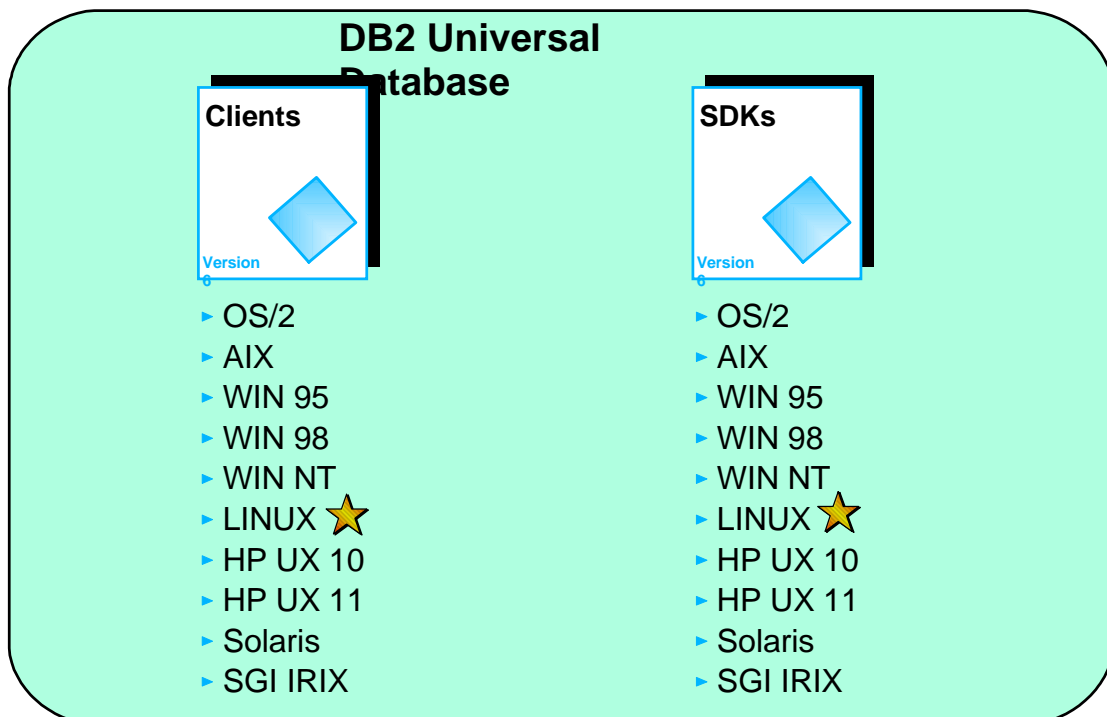 DB2 Universal
Database
Clients
Version
6
OS/2
AIX
WIN 95
WIN 98
WIN NT
LINUX
HP UX 10
HP UX 11
Solaris
SGI IRIX
SDKs
Version
6
OS/2
AIX
WIN 95
WIN 98
WIN NT
LINUX
HP UX 10
HP UX 11
Solaris
SGI IRIX